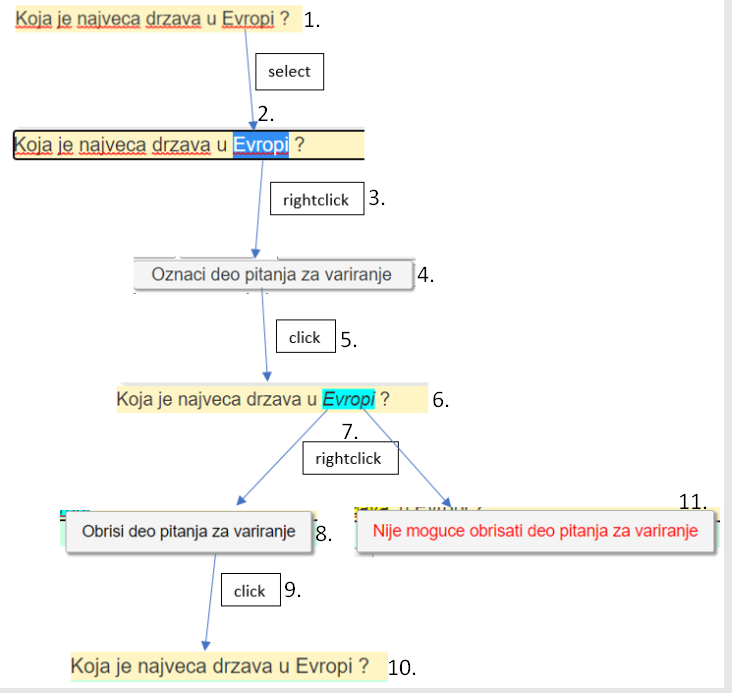 Koja je najveca drzava u Evropi ? 1.
select
2.
Koja je najveca drzava u Evropi ?
rightclick 3.
Oznaci deo pitanja za variranje 4.
click 5.
Koja je najveca drzava u Evropi ? 6.
7.
rightclick
11.
Obrisi deo pitanja za variranje 8.
Nije moguce obrisati deo pitanja za variranje
click 9.
Koja je najveca drzava u Evropi ? 10.